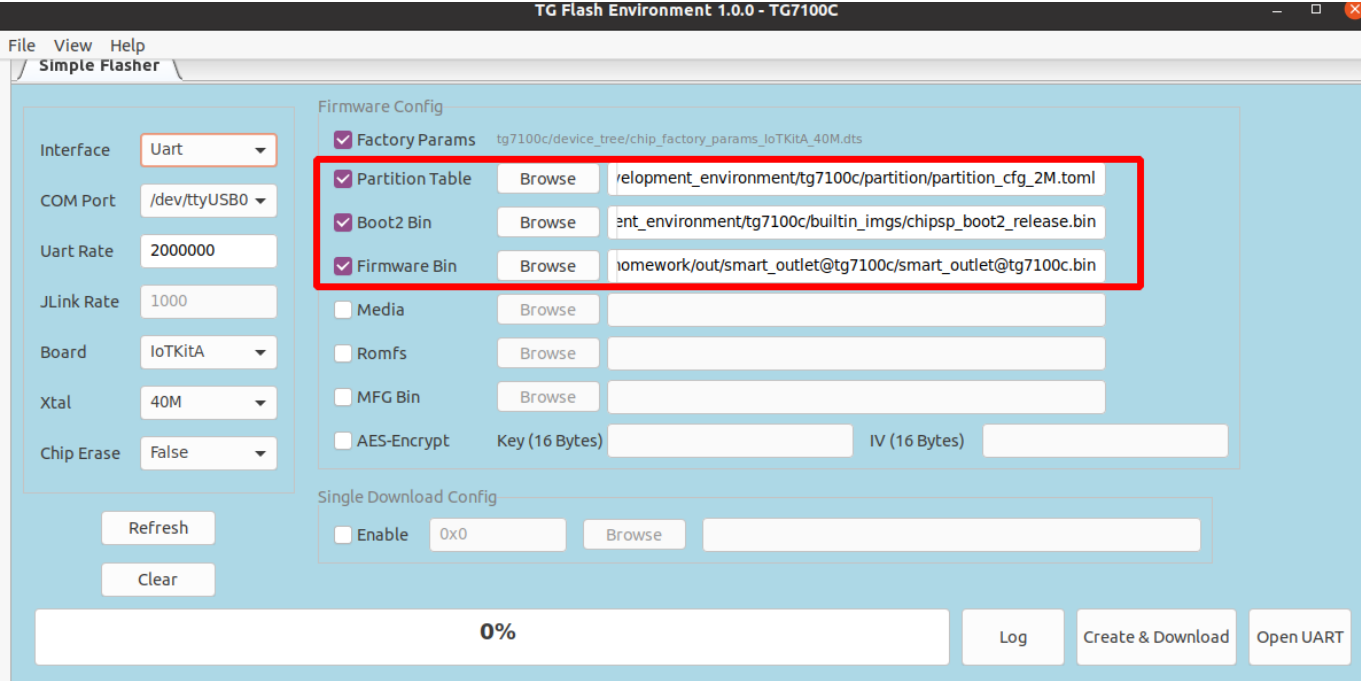 TG Flash Environment 1.0.0 - TG7100C
File View Help
Simple Flasher
Interface Uart
COM Port /dev/ttyUSB0
Uart Rate 2000000
JLink Rate 1000
Board IoTKitA
Xtal 40M
Chip Erase False
Refresh
Clear
Firmware Config
Factory Params tg7100c/device_tree/chip_factory_params_IoTKitA_40M.dts
Partition Table Browse velopment_environment/tg7100c/partition/partition_cfg_2M.toml
Boot2 Bin Browse ent_environment/tg7100c/builtin_imgs/chipsp_boot2_release.bin
Firmware Bin Browse homework/out/smart_outlet@tg7100c/smart_outlet@tg7100c.bin
Media Browse
Romfs Browse
MFG Bin Browse
AES-Encrypt Key (16 Bytes) IV (16 Bytes)
Single Download Config
Enable 0x0 Browse
0% Log Create & Download Open UART